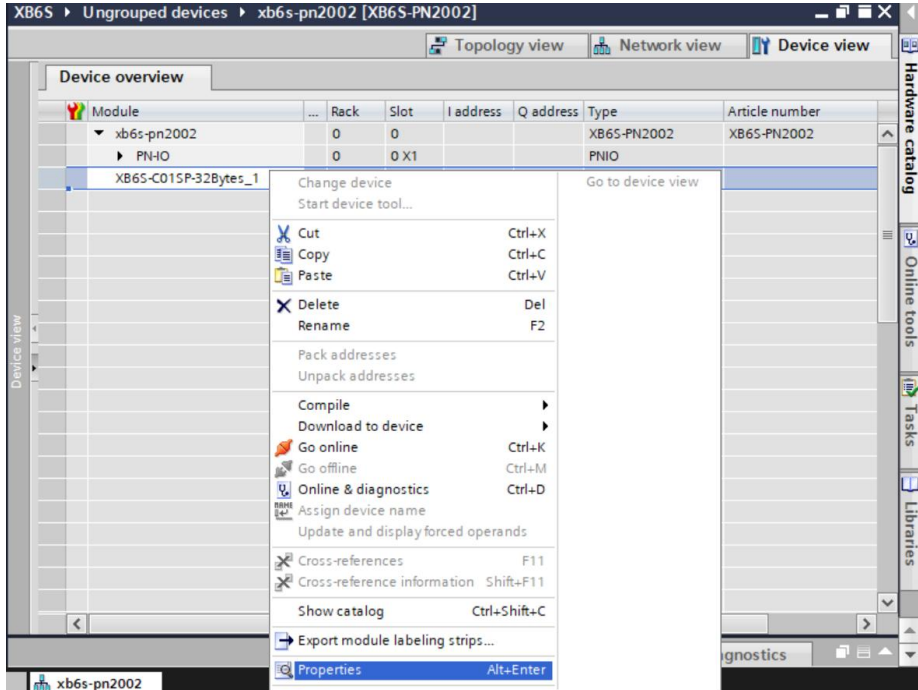 XB6S ▸ Ungrouped devices ▸ xb6s-pn2002 [XB6S-PN2002]
Topology view Network view Device view
Device overview
Module ... Rack Slot I address Q address Type Article number
xb6s-pn2002 0 0 XB6S-PN2002 XB6S-PN2002
PN-IO 0 0 X1 PNIO
XB6S-C01SP-32Bytes_1
Change device Go to device view
Start device tool...
Cut Ctrl+X
Copy Ctrl+C
Paste Ctrl+V
Delete Del
Rename F2
Pack addresses
Unpack addresses
Compile
Download to device
Go online Ctrl+K
Go offline Ctrl+M
Online & diagnostics Ctrl+D
Assign device name
Update and display forced operands
Cross-references F11
Cross-reference information Shift+F11
Show catalog Ctrl+Shift+C
Export module labeling strips...
Properties Alt+Enter
Device view
Hardware catalog
Online tools
Tasks
Libraries
gnostics
xb6s-pn2002